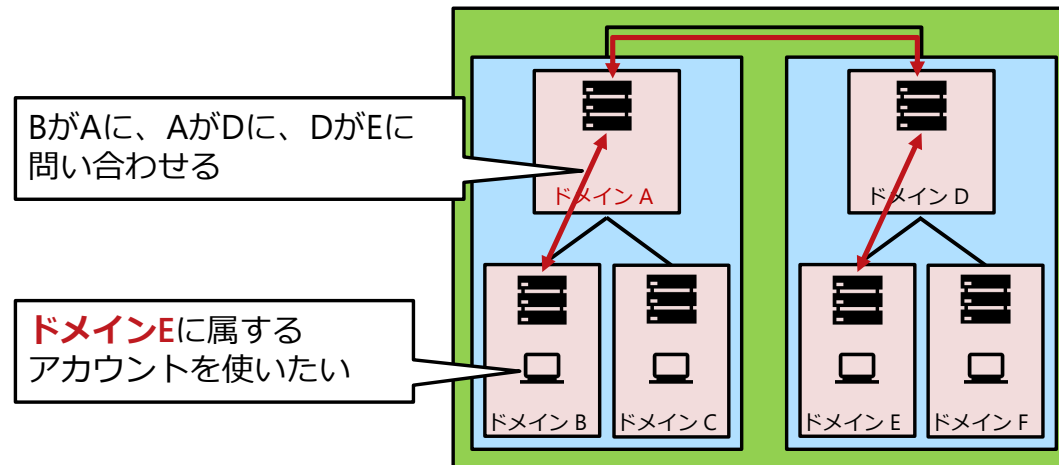 BがAに、AがDに、DがEに
問い合わせる
ドメイン A
ドメイン D
ドメインEに属する
アカウントを使いたい
ドメイン B
ドメイン C
ドメイン E
ドメイン F